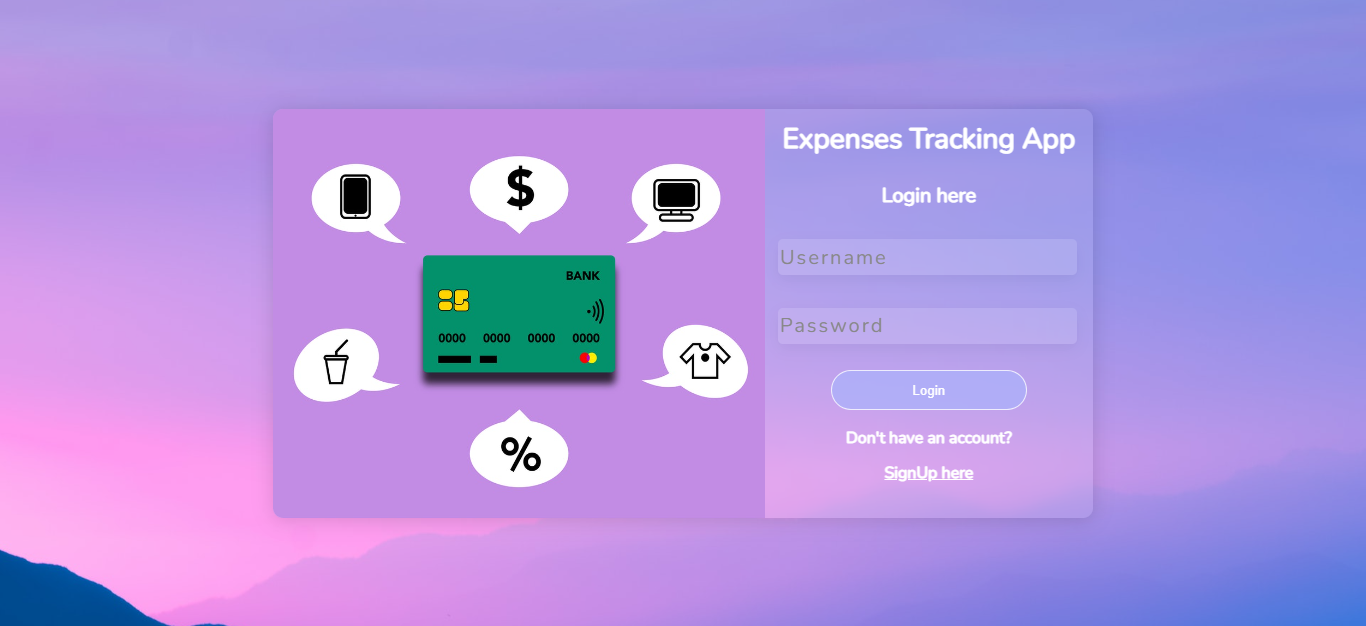 Expenses Tracking App
Login here
Username
Password
Login
Don't have an account?
SignUp here
$
BANK
0000 0000 0000 0000
%